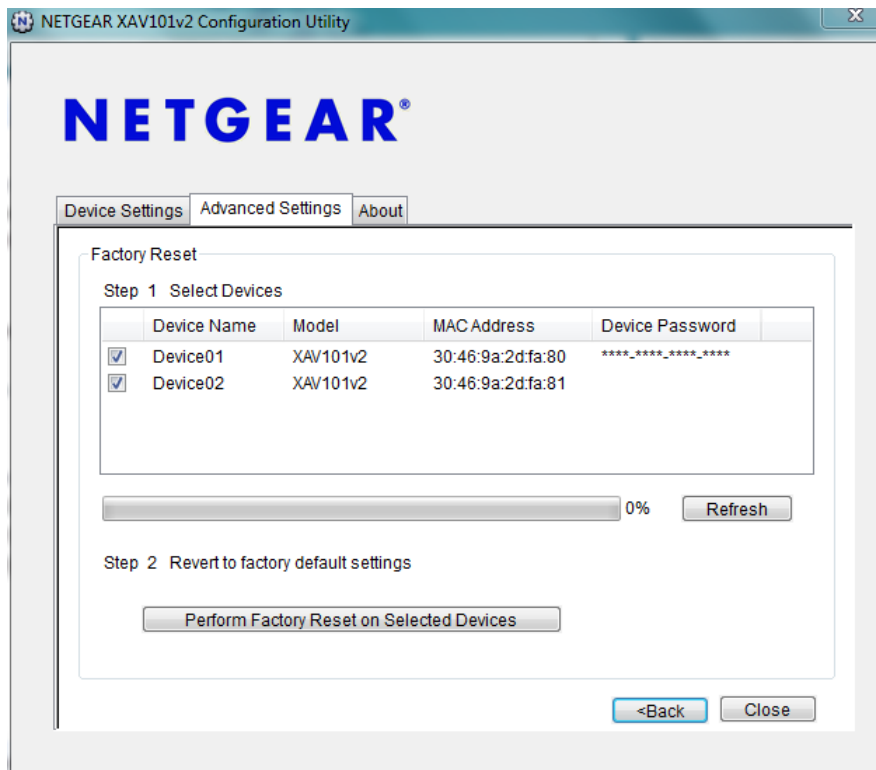 NETGEAR XAV101v2 Configuration Utility
NETGEAR®
Device Settings Advanced Settings About
Factory Reset
Step 1 Select Devices
Device Name Model MAC Address Device Password
Device01 XAV101v2 30:46:9a:2d:fa:80 ****-****-****-****
Device02 XAV101v2 30:46:9a:2d:fa:81
0% Refresh
Step 2 Revert to factory default settings
Perform Factory Reset on Selected Devices
<Back Close